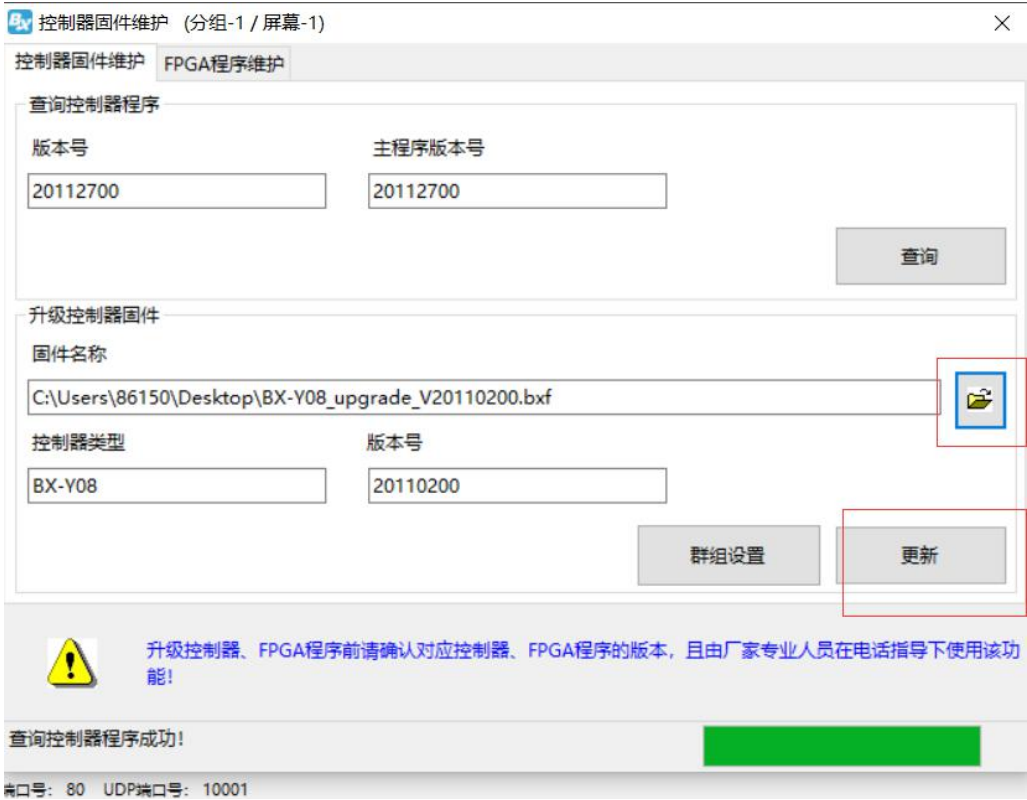 BX 控制器固件维护 (分组-1 / 屏幕-1)
控制器固件维护 FPGA程序维护
查询控制器程序
版本号 主程序版本号
20112700 20112700
查询
升级控制器固件
固件名称
C:\Users\86150\Desktop\BX-Y08_upgrade_V20110200.bxf
控制器类型 版本号
BX-Y08 20110200
群组设置 更新
升级控制器、FPGA程序前请确认对应控制器、FPGA程序的版本，且由厂家专业人员在电话指导下使用该功
能!
查询控制器程序成功!
端口号: 80 UDP端口号: 10001